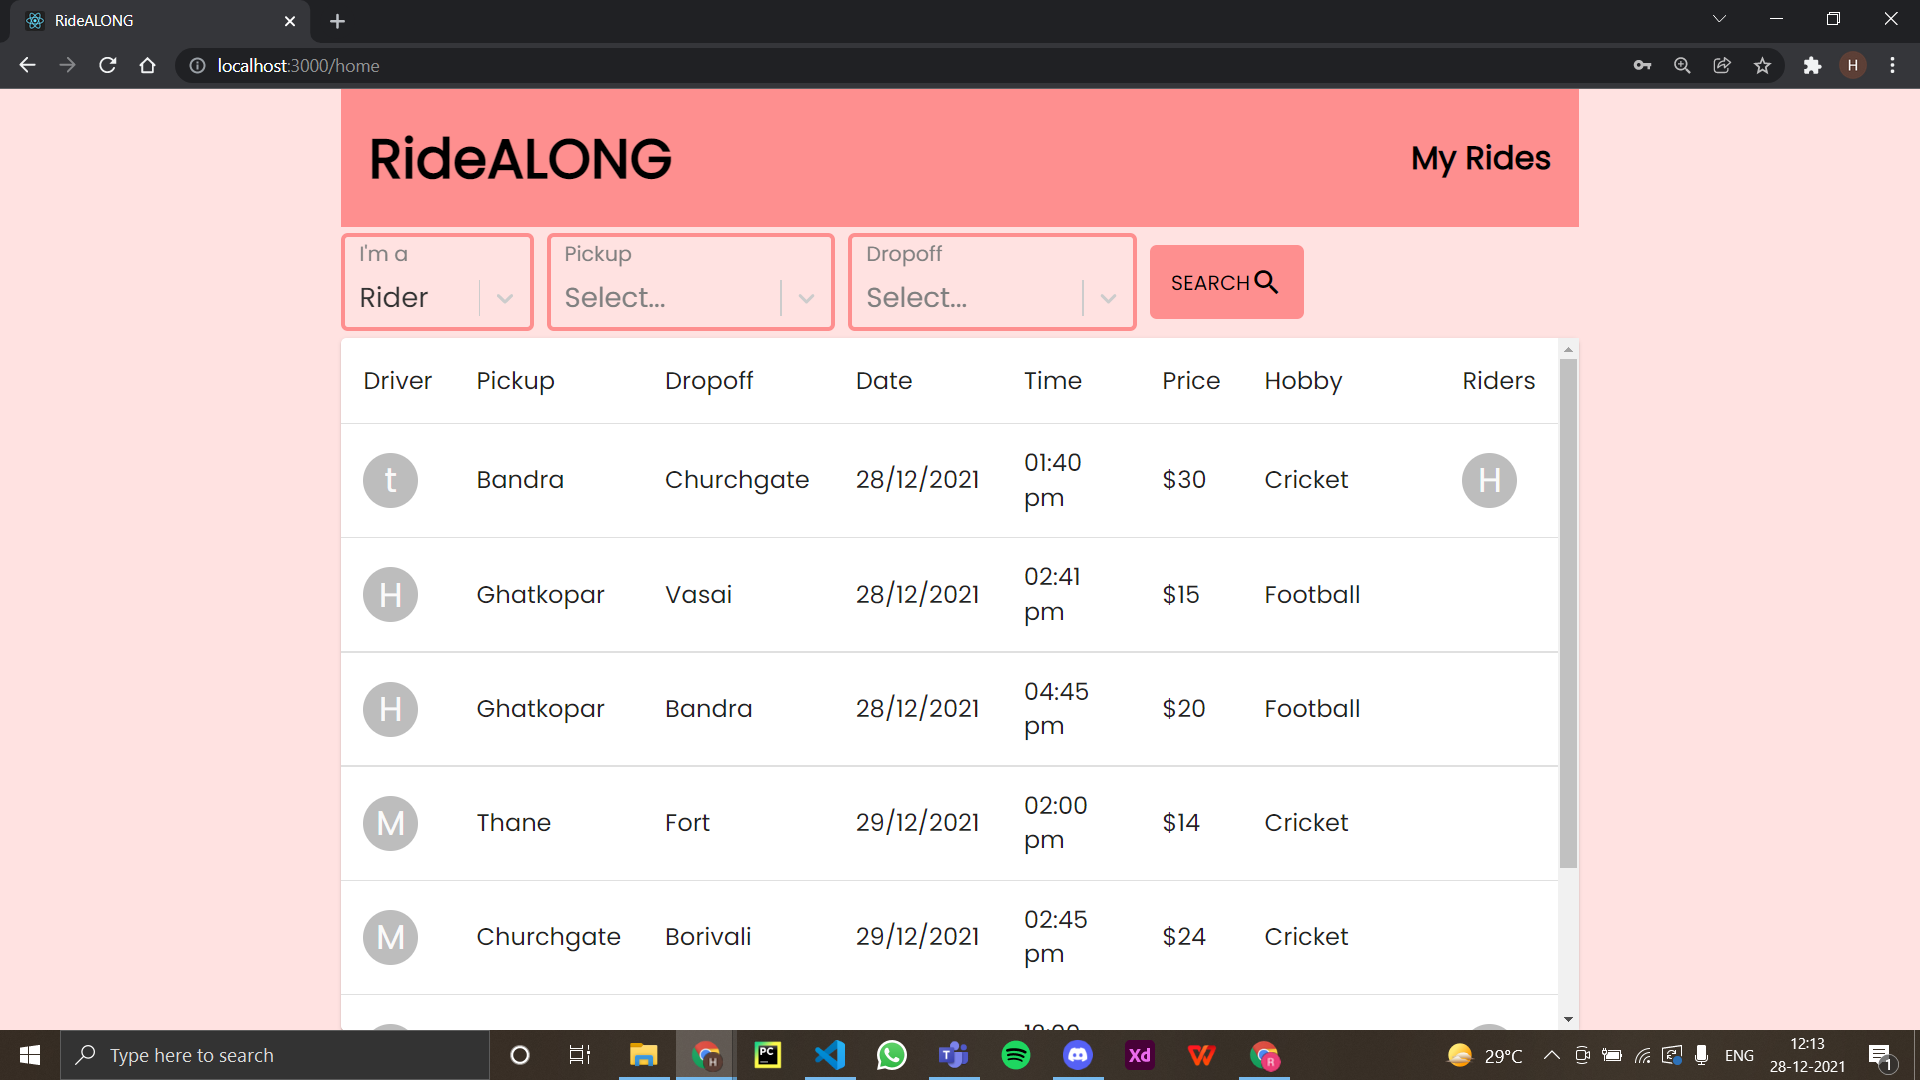 RideALONG
localhost:3000/home
H
RideALONG
My Rides
I'm a
Rider
Pickup
Select...
Dropoff
Select...
SEARCH
Driver Pickup Dropoff Date Time Price Hobby Riders
t Bandra Churchgate 28/12/2021 01:40 pm $30 Cricket H
H Ghatkopar Vasai 28/12/2021 02:41 pm $15 Football
H Ghatkopar Bandra 28/12/2021 04:45 pm $20 Football
M Thane Fort 29/12/2021 02:00 pm $14 Cricket
M Churchgate Borivali 29/12/2021 02:45 pm $24 Cricket
Type here to search
H
PC
T
Xd
W
R
29°C
ENG
12:13
28-12-2021
1